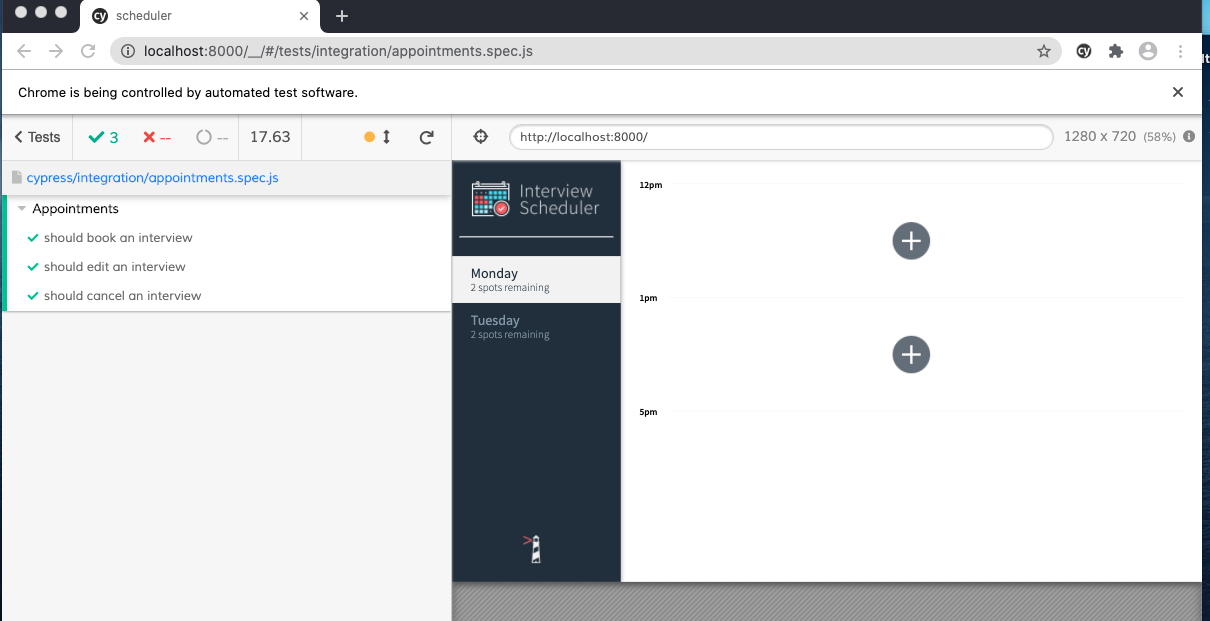 cy scheduler
localhost:8000/__/#/tests/integration/appointments.spec.js
cy
Chrome is being controlled by automated test software.
Tests
3
--
--
17.63
http://localhost:8000/
1280 x 720 (58%)
cypress/integration/appointments.spec.js
Appointments
should book an interview
should edit an interview
should cancel an interview
Interview
Scheduler
Monday
2 spots remaining
Tuesday
2 spots remaining
12pm
1pm
5pm